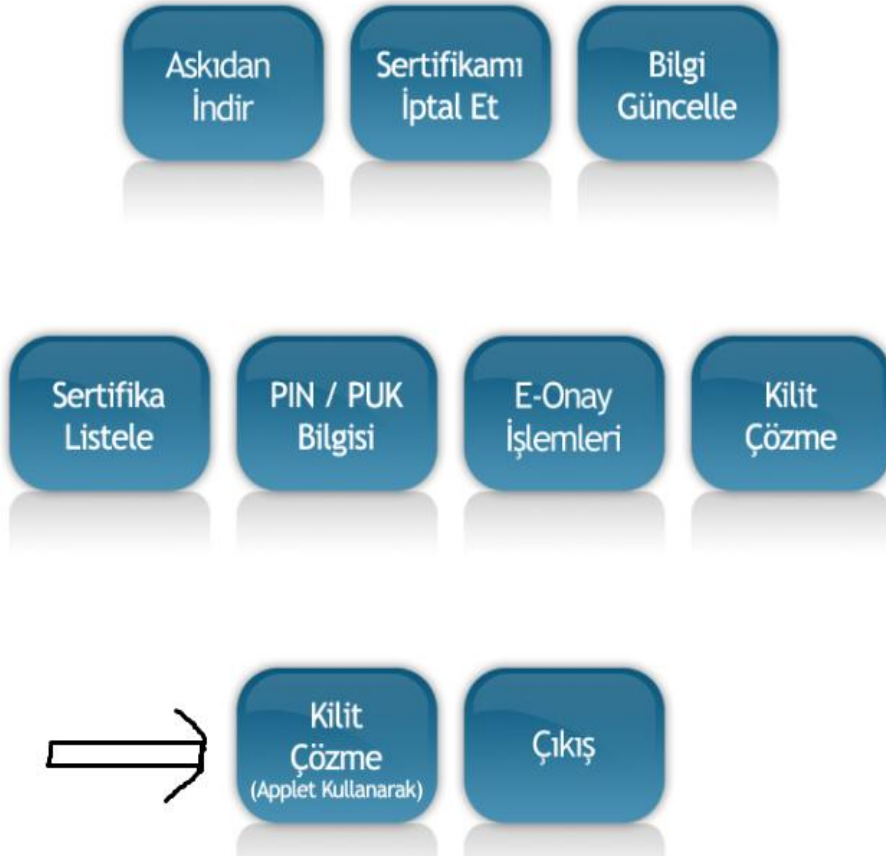 Askıdan
İndir
Sertifikamı
İptal Et
Bilgi
Güncelle
Sertifika
Listele
PIN / PUK
Bilgisi
E-Onay
İşlemleri
Kilit
Çözme
Kilit
Çözme
(Applet Kullanarak)
Çıkış